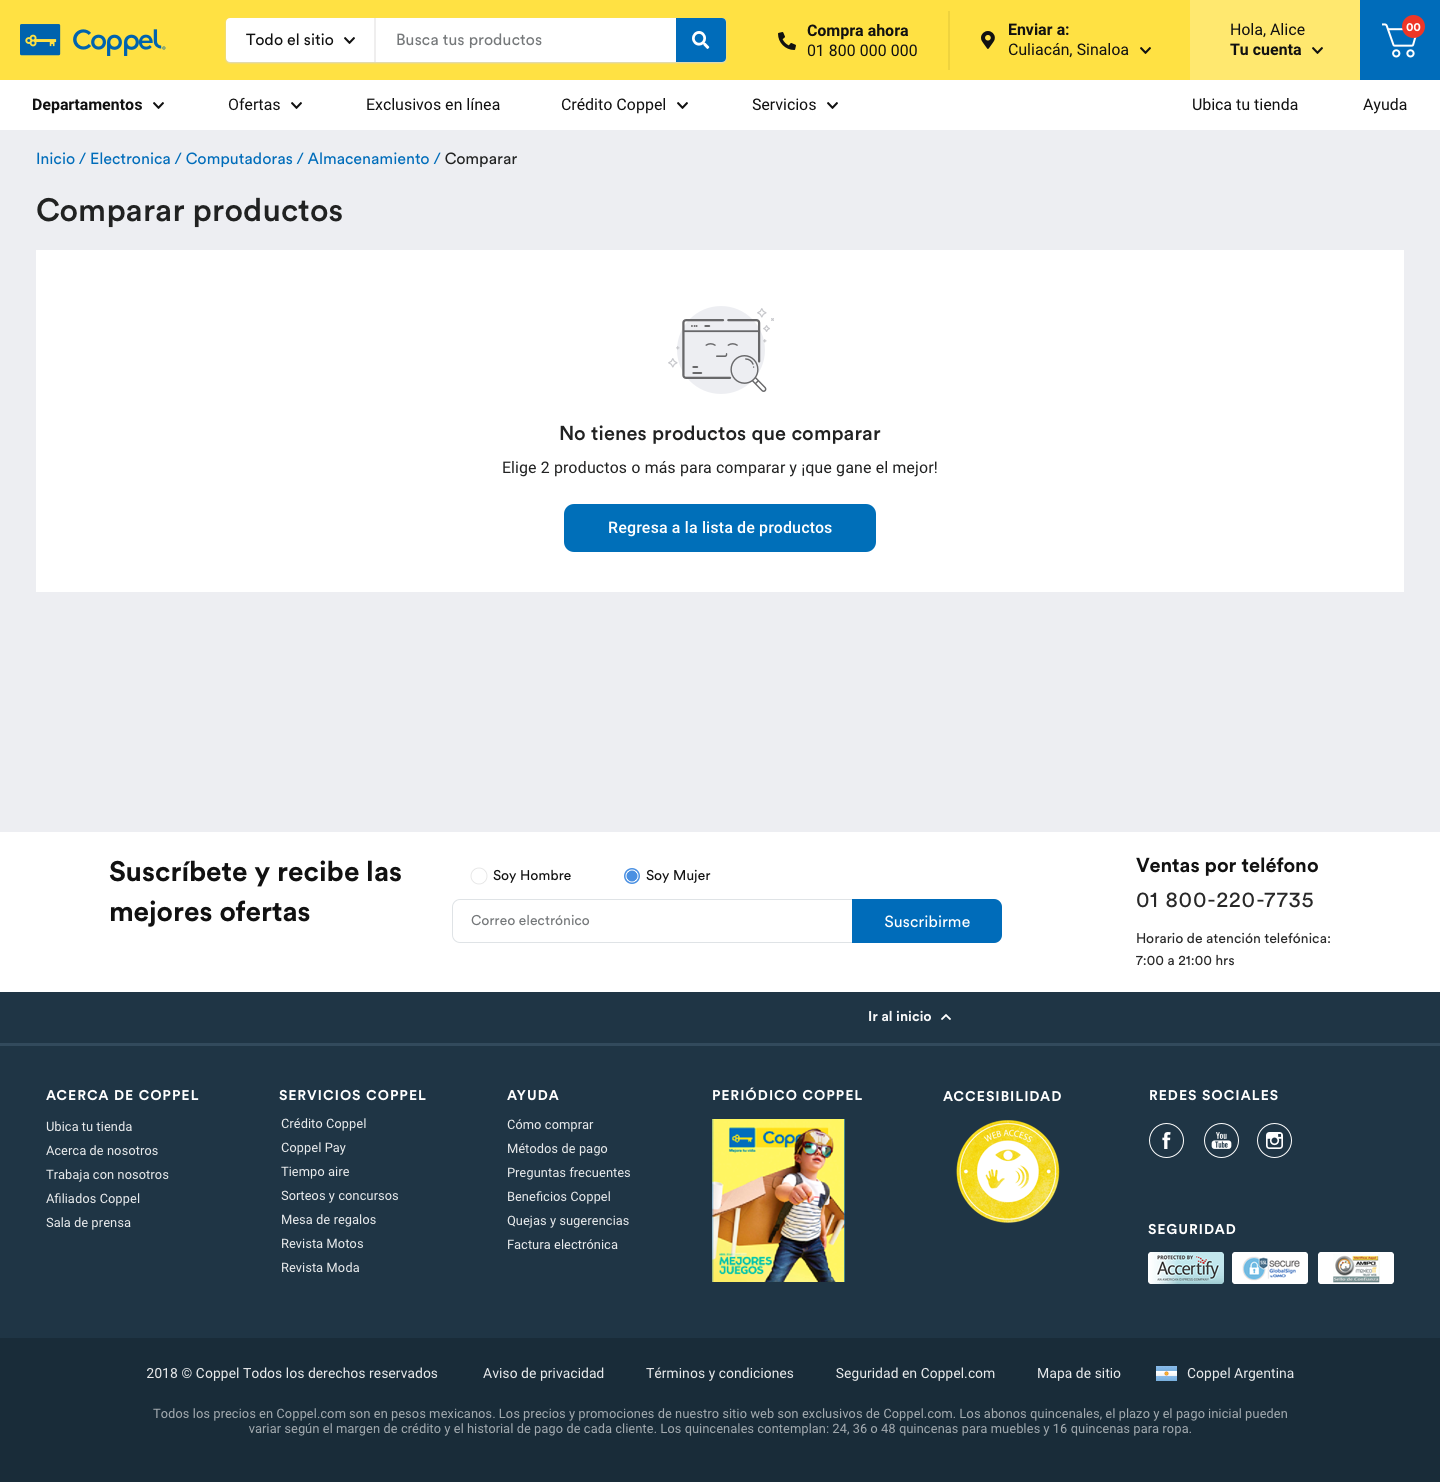 Coppel
Todo el sitio
Busca tus productos
Compra ahora
01 800 000 000
Enviar a:
Culiacán, Sinaloa
Hola, Alice
Tu cuenta
00
Departamentos
Ofertas
Exclusivos en línea
Crédito Coppel
Servicios
Ubica tu tienda
Ayuda
Inicio / Electronica / Computadoras / Almacenamiento / Comparar
Comparar productos
No tienes productos que comparar
Elige 2 productos o más para comparar y ¡que gane el mejor!
Regresa a la lista de productos
Suscríbete y recibe las
mejores ofertas
Soy Hombre
Soy Mujer
Correo electrónico
Suscribirme
Ventas por teléfono
01 800-220-7735
Horario de atención telefónica:
7:00 a 21:00 hrs
Ir al inicio
ACERCA DE COPPEL
Ubica tu tienda
Acerca de nosotros
Trabaja con nosotros
Afiliados Coppel
Sala de prensa
SERVICIOS COPPEL
Crédito Coppel
Coppel Pay
Tiempo aire
Sorteos y concursos
Mesa de regalos
Revista Motos
Revista Moda
AYUDA
Cómo comprar
Métodos de pago
Preguntas frecuentes
Beneficios Coppel
Quejas y sugerencias
Factura electrónica
PERIÓDICO COPPEL
Copp
MEJORES
JUEGOS
ACCESIBILIDAD
WEB ACCESS
REDES SOCIALES
f
You
Tube
SEGURIDAD
PROTECTED BY
Accertify
AN AMERICAN EXPRESS COMPANY
secure
GlobalSign
AMIPCI
MEXICO
2018 © Coppel Todos los derechos reservados
Aviso de privacidad
Términos y condiciones
Seguridad en Coppel.com
Mapa de sitio
Coppel Argentina
Todos los precios en Coppel.com son en pesos mexicanos. Los precios y promociones de nuestro sitio web son exclusivos de Coppel.com. Los abonos quincenales, el plazo y el pago inicial pueden
variar según el margen de crédito y el historial de pago de cada cliente. Los quincenales contemplan: 24, 36 o 48 quincenas para muebles y 16 quincenas para ropa.